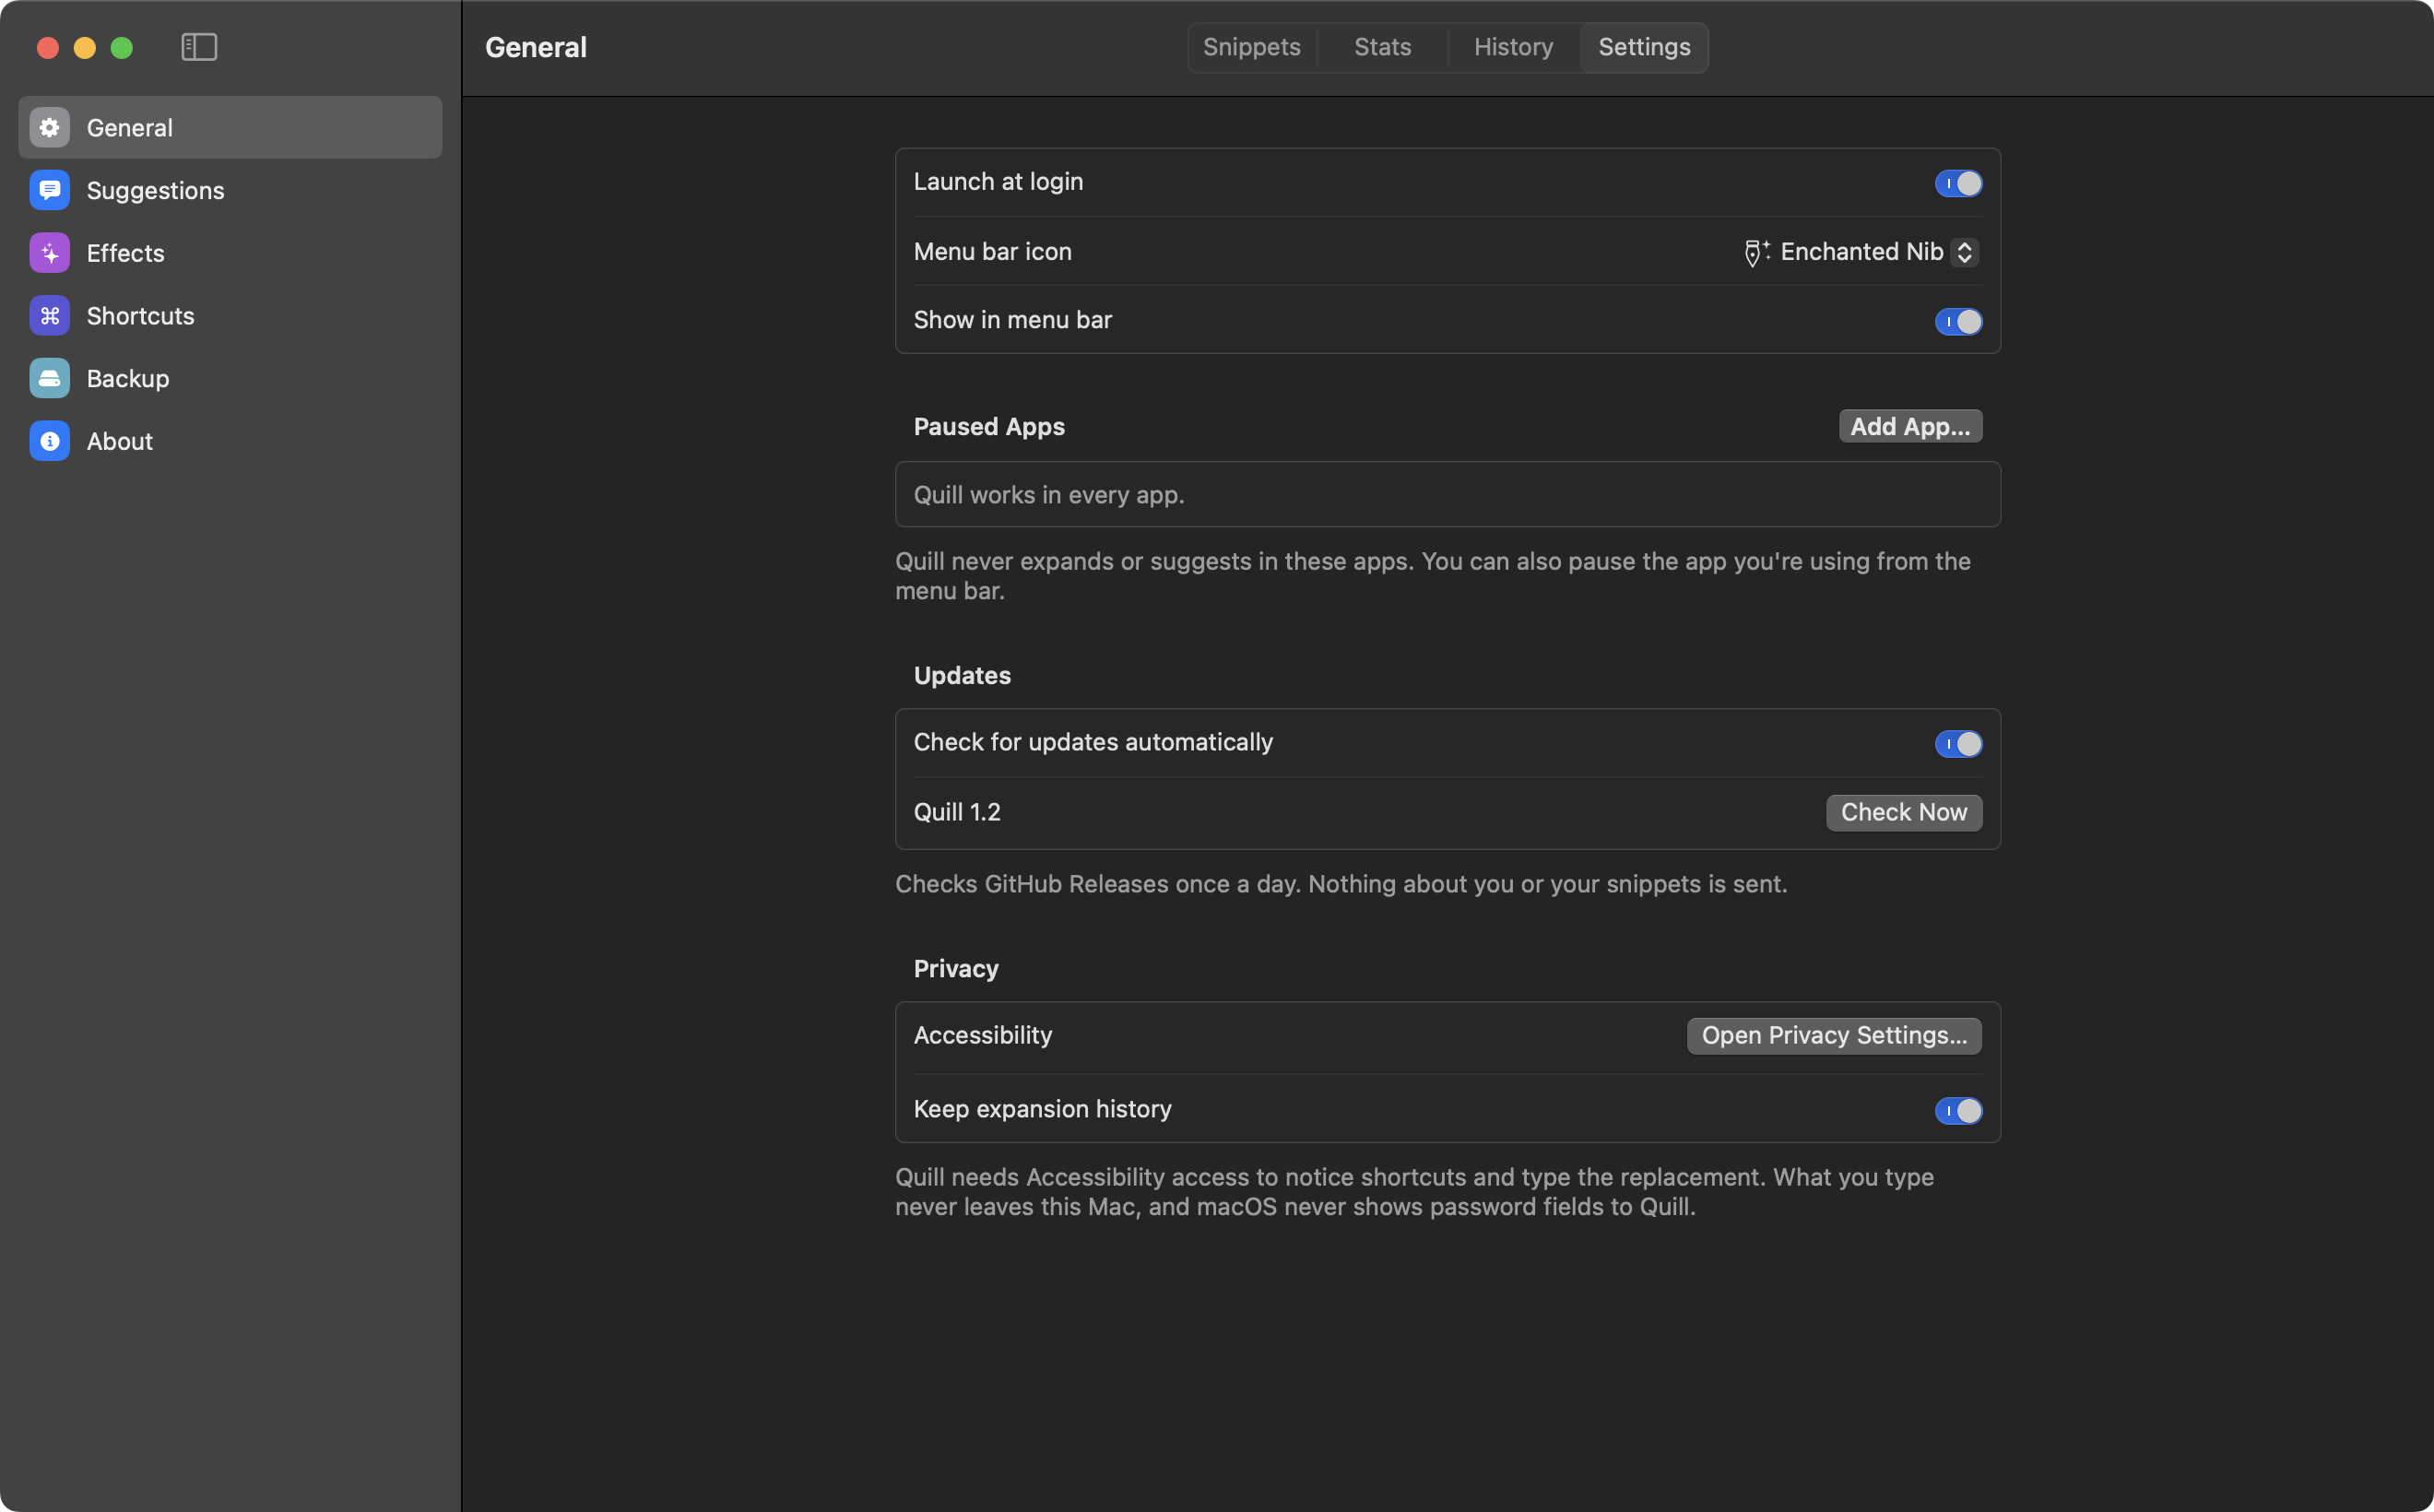 General
Snippets
Stats
History
Settings
General
Suggestions
Effects
Shortcuts
Backup
About
Launch at login
Menu bar icon
Enchanted Nib
Show in menu bar
Paused Apps
Add App...
Quill works in every app.
Quill never expands or suggests in these apps. You can also pause the app you're using from the
menu bar.
Updates
Check for updates automatically
Quill 1.2
Check Now
Checks GitHub Releases once a day. Nothing about you or your snippets is sent.
Privacy
Accessibility
Open Privacy Settings...
Keep expansion history
Quill needs Accessibility access to notice shortcuts and type the replacement. What you type
never leaves this Mac, and macOS never shows password fields to Quill.